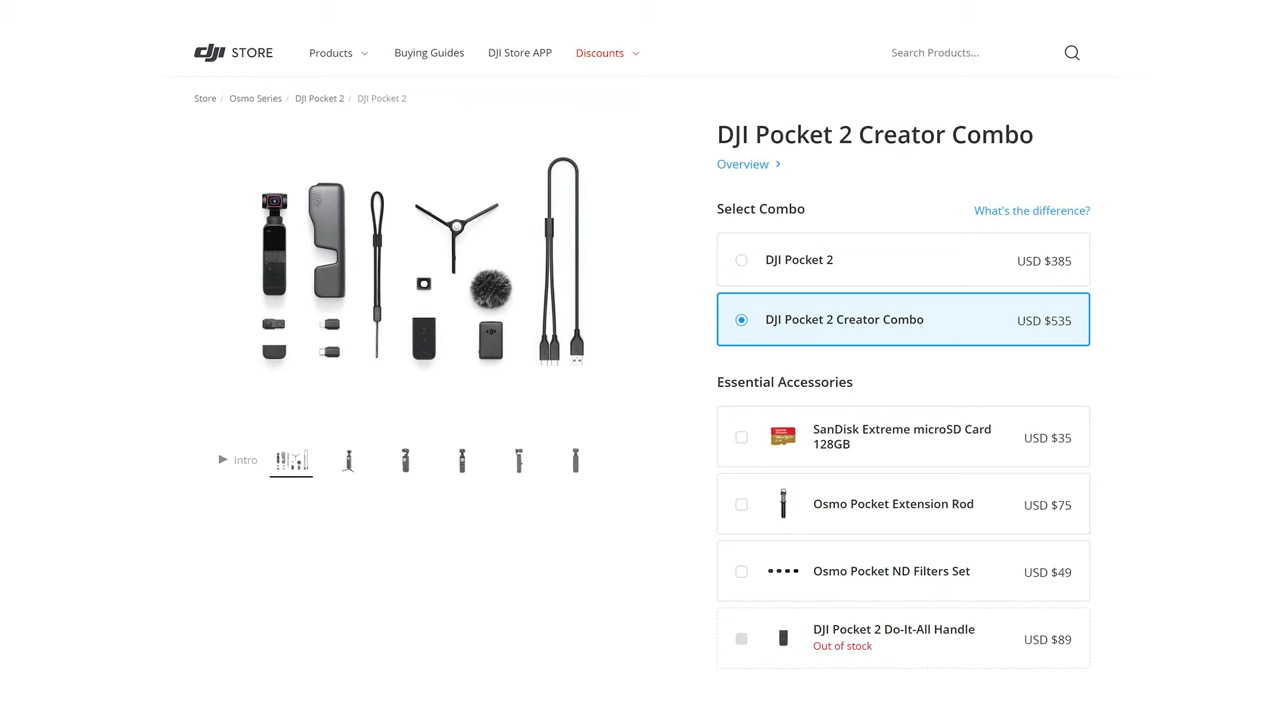 dji STORE
Products
Buying Guides
DJI Store APP
Discounts
Search Products...
Store / Osmo Series / DJI Pocket 2 / DJI Pocket 2
Intro
DJI Pocket 2 Creator Combo
Overview >
Select Combo
What's the difference?
DJI Pocket 2
USD $385
DJI Pocket 2 Creator Combo
USD $535
Essential Accessories
SanDisk Extreme microSD Card
128GB
USD $35
Osmo Pocket Extension Rod
USD $75
Osmo Pocket ND Filters Set
USD $49
DJI Pocket 2 Do-It-All Handle
Out of stock
USD $89